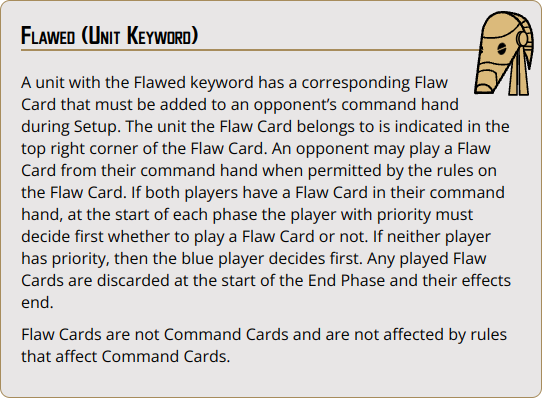 Flawed (Unit Keyword)
A unit with the Flawed keyword has a corresponding Flaw
Card that must be added to an opponent’s command hand
during Setup. The unit the Flaw Card belongs to is indicated in the
top right corner of the Flaw Card. An opponent may play a Flaw
Card from their command hand when permitted by the rules on
the Flaw Card. If both players have a Flaw Card in their command
hand, at the start of each phase the player with priority must
decide first whether to play a Flaw Card or not. If neither player
has priority, then the blue player decides first. Any played Flaw
Cards are discarded at the start of the End Phase and their effects
end.
Flaw Cards are not Command Cards and are not affected by rules
that affect Command Cards.